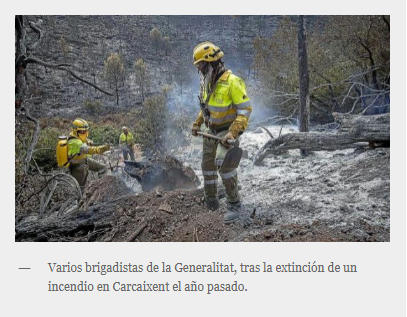 — Varios brigadistas de la Generalitat, tras la extinción de un
incendio en Carcaixent el año pasado.